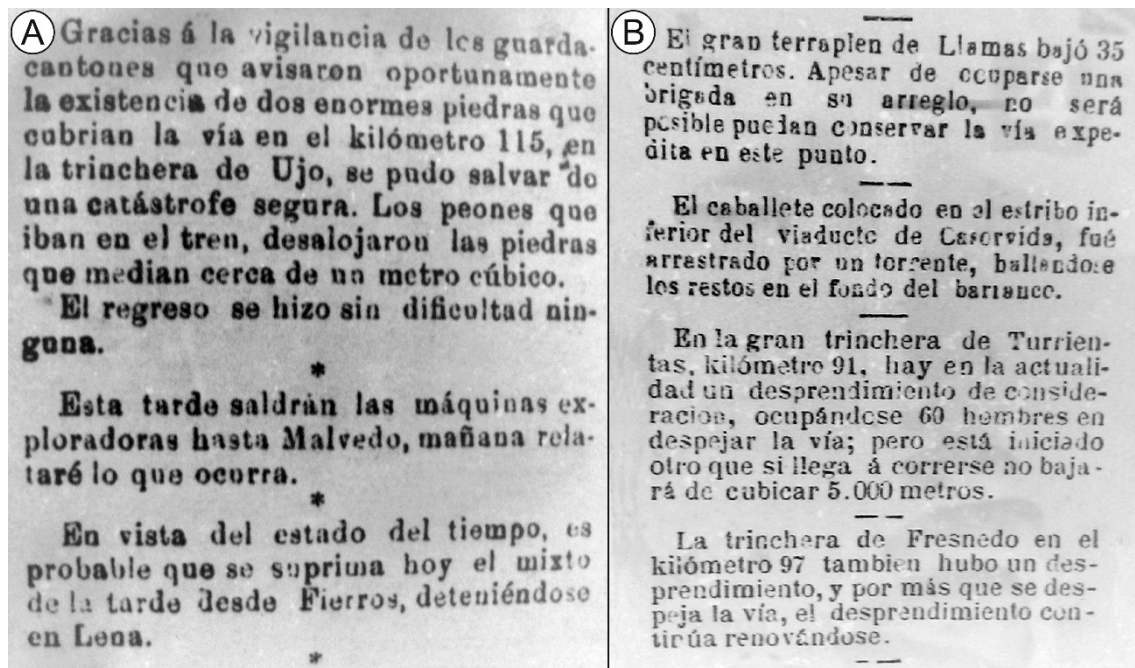 A
Gracias á la vigilancia de los guarda-
cantones que avisaron oportunamente
la existencia de dos enormes piedras que
cubrian la vía en el kilómetro 115, en
la trinchera de Ujo, se pudo salvar de
una catástrofe segura. Los peones que
iban en el tren, desalojaron las piedras
que median cerca de un metro cúbico.
El regreso se hizo sin dificultad nin-
guna.
*
Esta tarde saldrán las máquinas ex-
ploradoras hasta Malvedo, mañana rela-
taré lo que ocurra.
*
En vista del estado del tiempo, es
probable que se suprima hoy el mixto
de la tarde desde Fierros, deteniéndose
en Lena.
*
B
El gran terraplen de Llamas bajó 35
centímetros. Apesar de ocuparse una
brigada en su arreglo, no será
posible puedan conservar la vía expe-
dita en este punto.
El caballete colocado en el estribo in-
ferior del viaducto de Casorvida, fué
arrastrado por un torrente, hallándose
los restos en el fondo del barranco.
En la gran trinchera de Turrien-
tas, kilómetro 91, hay en la actuali-
dad un desprendimiento de conside-
racion, ocupándose 60 hombres en
despejar la vía; pero está iniciado
otro que si llega á correrse no baja-
rá de cubicar 5.000 metros.
La trinchera de Fresnedo en el
kilómetro 97 tambien hubo un des-
prendimiento, y por más que se des-
peja la vía, el desprendimiento con-
tinúa renovándose.